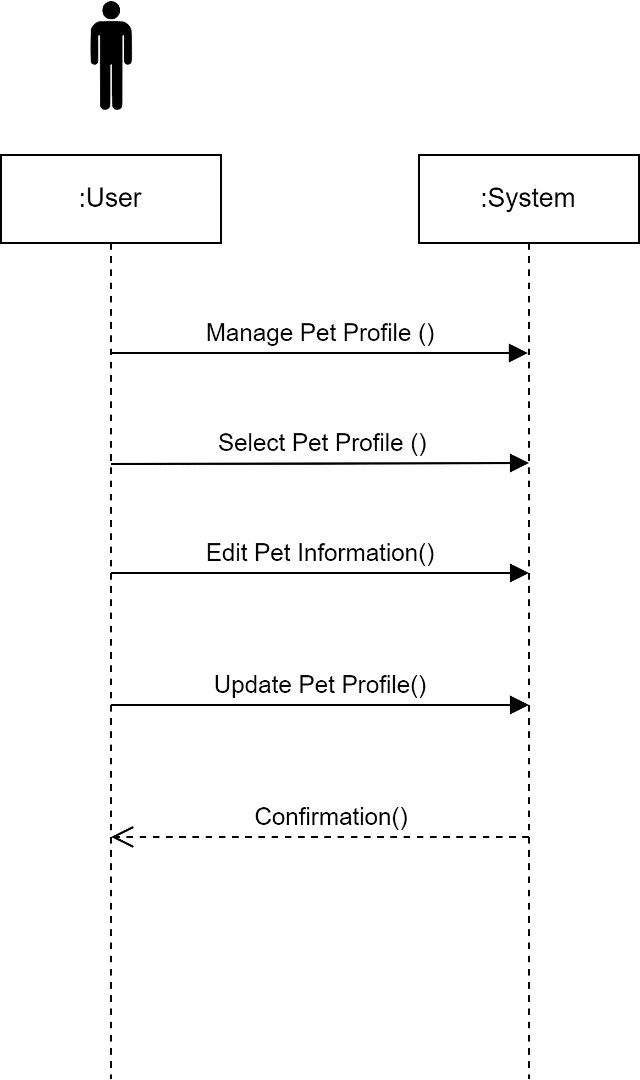 :User
:System
Manage Pet Profile ()
Select Pet Profile ()
Edit Pet Information()
Update Pet Profile()
Confirmation()